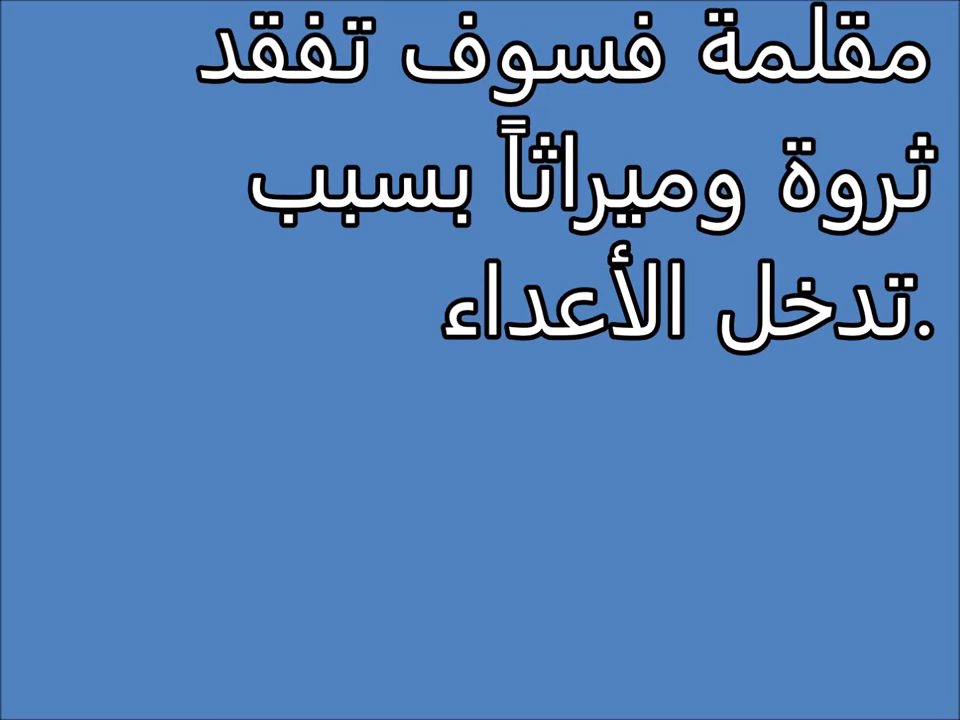 مقلمة فسوف تفقد
ثروة وميراثاً بسبب
تدخل الأعداء.